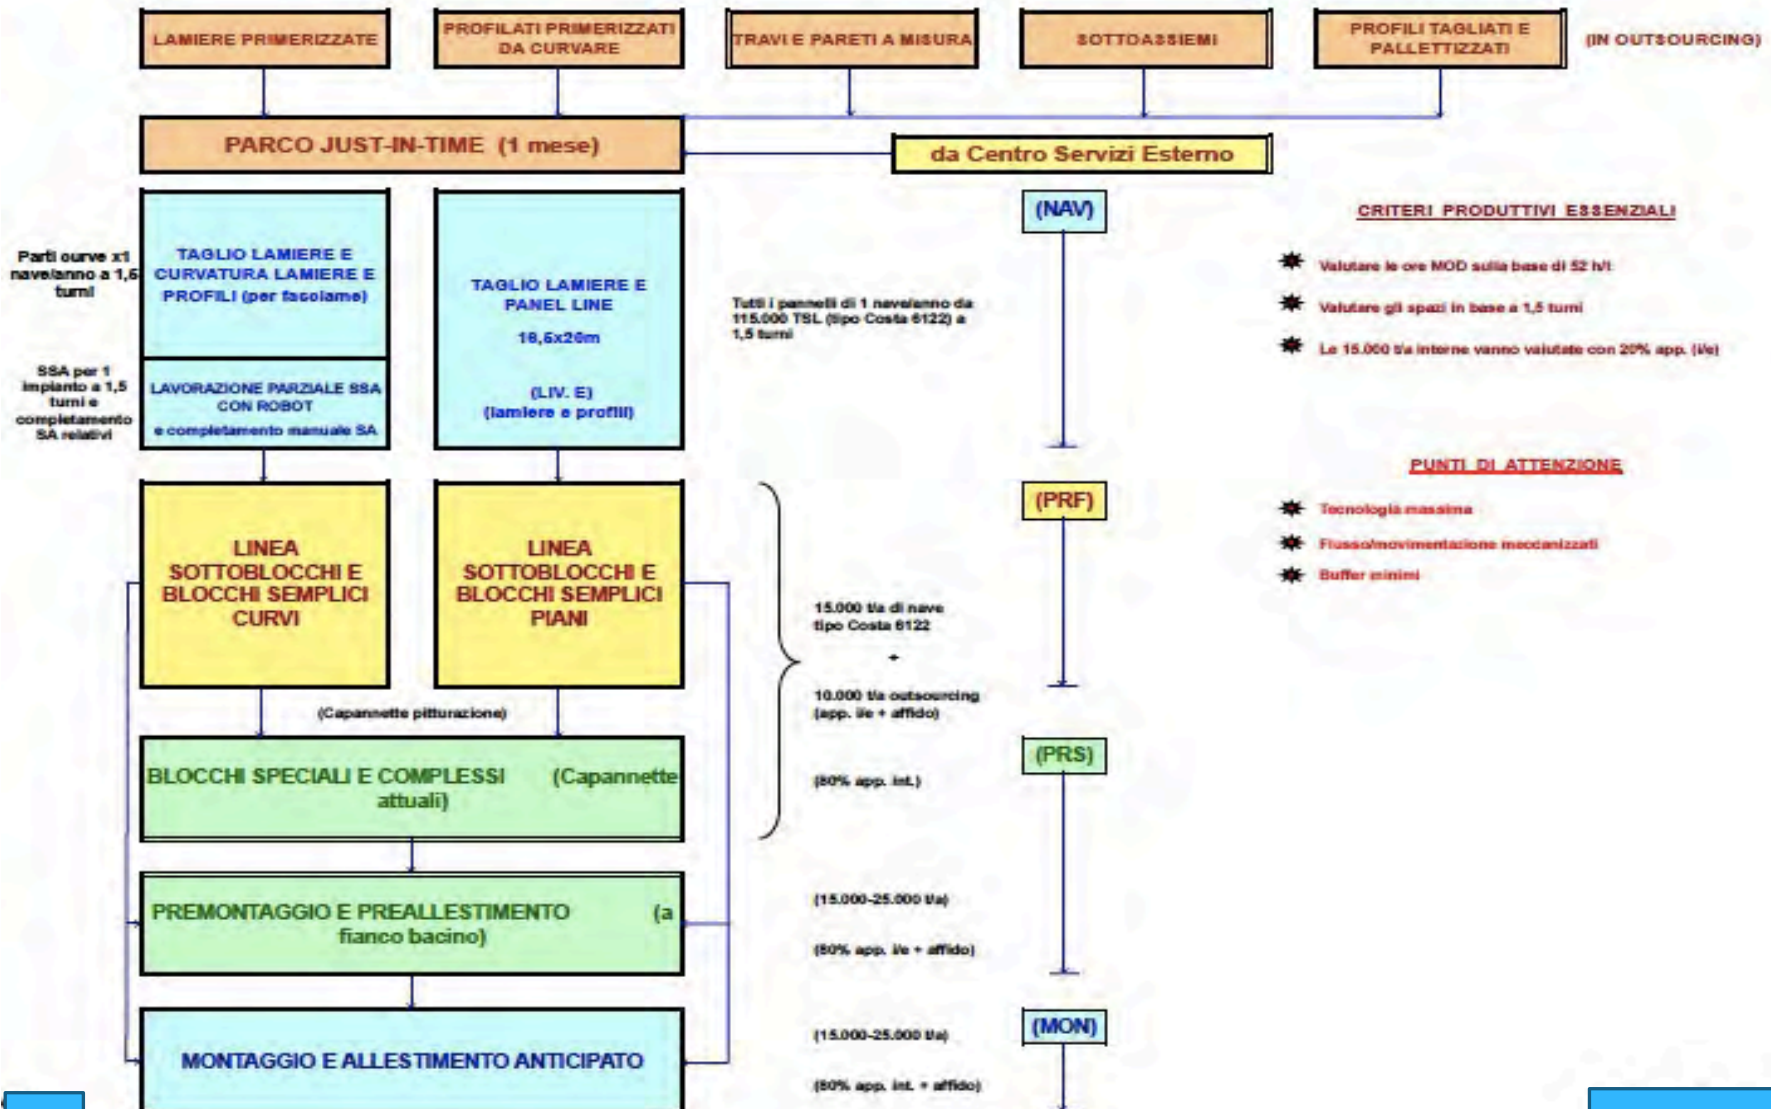 LAMIERE PRIMERIZZATE
PROFILATI PRIMERIZZATI
DA CURVARE
TRAVI E PARETI A MISURA
SOTTOASSIEMI
PROFILI TAGLIATI E
PALLETTIZZATI
(IN OUTSOURCING)
PARCO JUST-IN-TIME (1 mese)
da Centro Servizi Esterno
Parti curve x1
nave/anno a 1,5
turni
TAGLIO LAMIERE E
CURVATURA LAMIERE E
PROFILI (per fasciame)
SSA per 1
impianto a 1,5
turni e
completamento
SA relativi
LAVORAZIONE PARZIALE SSA
CON ROBOT
e completamento manuale SA
TAGLIO LAMIERE E
PANEL LINE
16,5x20m
(LIV. E)
(lamiere e profili)
Tutti i pannelli di 1 nave/anno da
115.000 TSL (tipo Costa 6122) a
1,5 turni
(NAV)
CRITERI PRODUTTIVI ESSENZIALI
Valutare le ore MOD sulla base di 52 h/t
Valutare gli spazi in base a 1,5 turni
Le 15.000 t/a interne vanno valutate con 20% app. (i/e)
PUNTI DI ATTENZIONE
Tecnologia massima
Flusso/movimentazione meccanizzati
Buffer minimi
LINEA
SOTTOBLOCCHI E
BLOCCHI SEMPLICI
CURVI
LINEA
SOTTOBLOCCHI E
BLOCCHI SEMPLICI
PIANI
(PRF)
15.000 t/a di nave
tipo Costa 6122
+
10.000 t/a outsourcing
(app. i/e + affido)
(80% app. int.)
(Capannette pitturazione)
BLOCCHI SPECIALI E COMPLESSI (Capannette
attuali)
(PRS)
PREMONTAGGIO E PREALLESTIMENTO (a
fianco bacino)
(15.000-25.000 t/a)
(80% app. i/e + affido)
MONTAGGIO E ALLESTIMENTO ANTICIPATO
(15.000-25.000 t/a)
(80% app. int. + affido)
(MON)